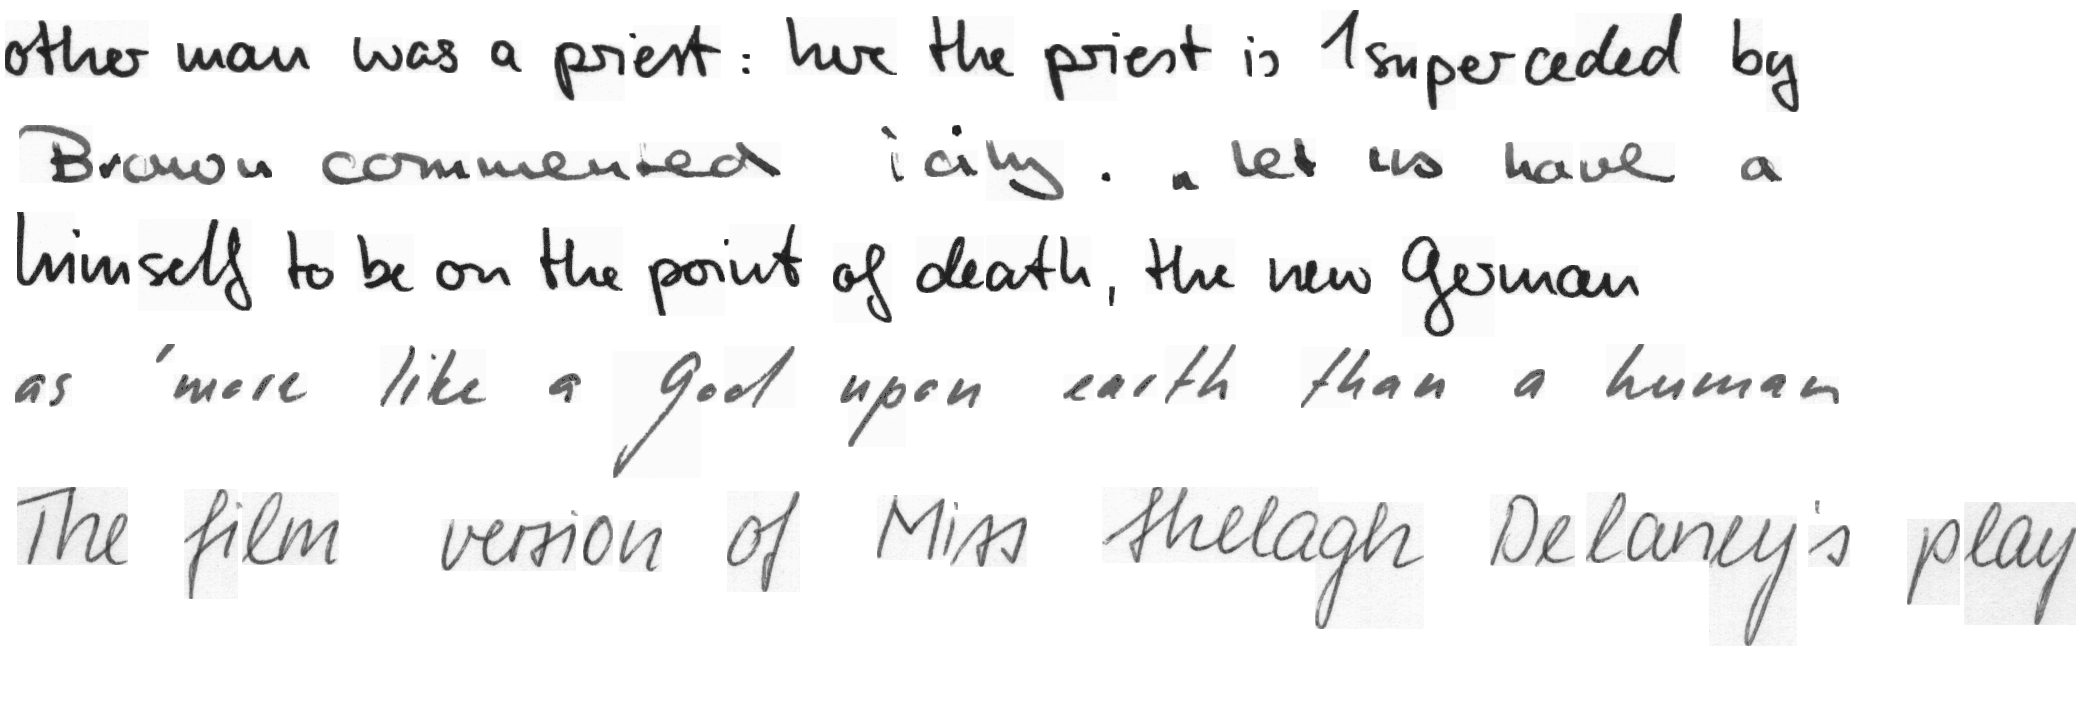 other man was a priest : here the priest is 1superceded by
Brown commented icily. "Let us have a
himself to be on the point of death, the new German
as 'more like a God upon earth than a human
The film version of Miss Shelagh Delaney's play